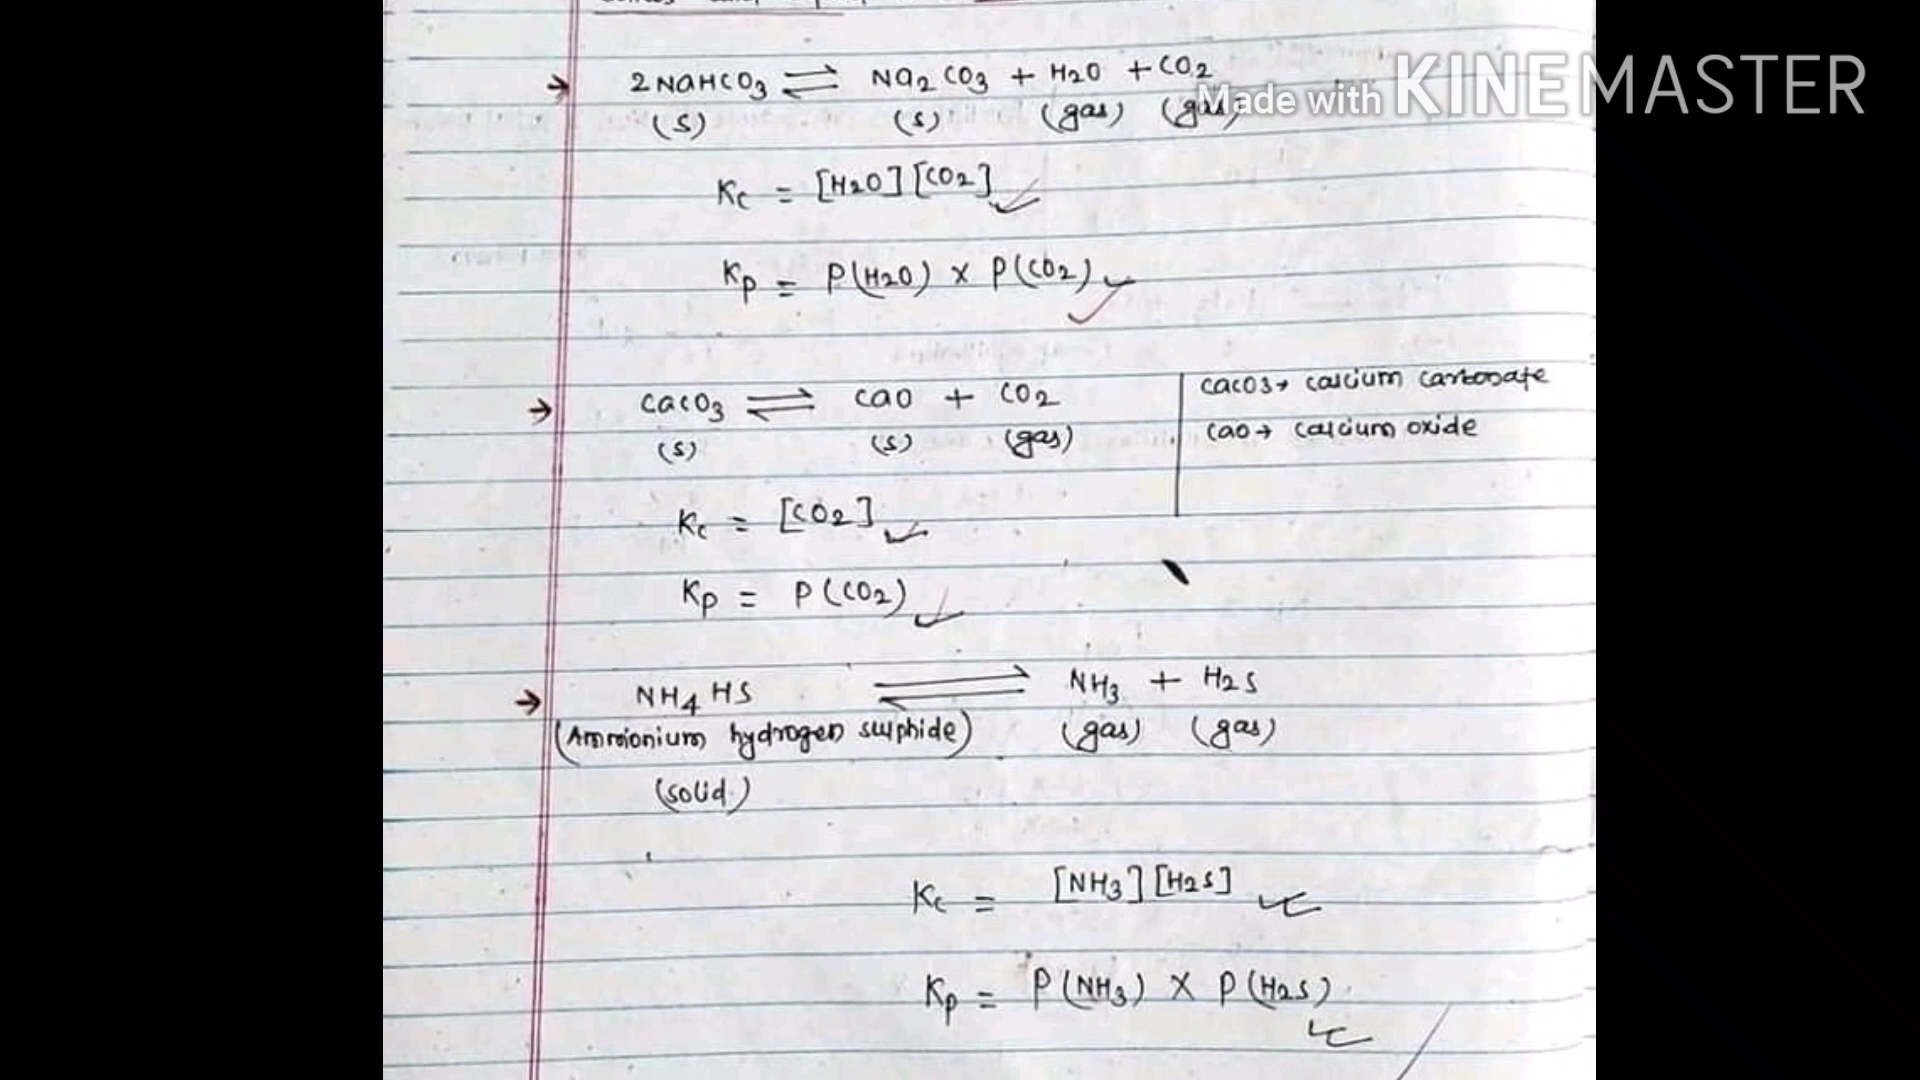 → 2NaHCO3 ⇌ Na2CO3 + H2O + CO2
(s) (s) (gas) (gas)
Made with KINEMASTER
Kc = [H2O][CO2]
Kp = P(H2O) × P(CO2)
→ CaCO3 ⇌ CaO + CO2
(s) (s) (gas)
CaCO3→ calcium carbonate
CaO→ calcium oxide
Kc = [CO2]
Kp = P(CO2)
→ NH4HS ⇌ NH3 + H2S
(Ammonium hydrogen sulphide) (gas) (gas)
(solid)
Kc = [NH3][H2S]
Kp = P(NH3) × P(H2S)